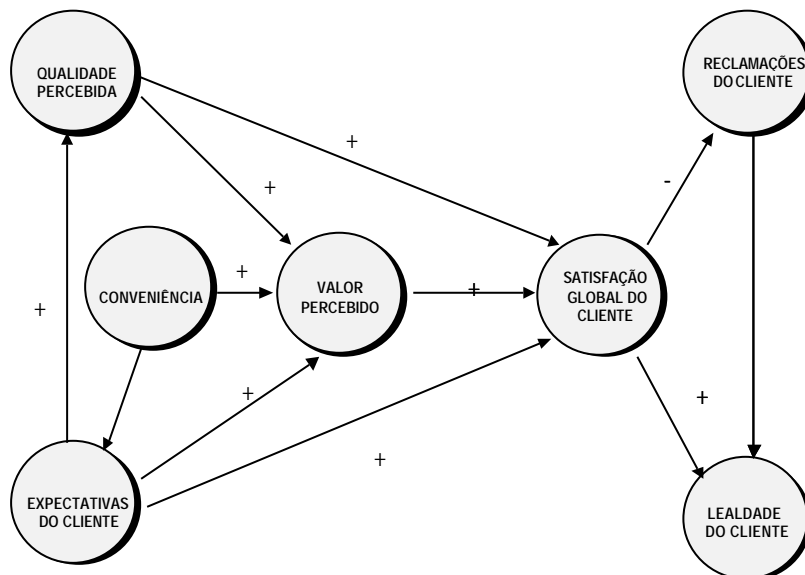 QUALIDADE
PERCEBIDA
RECLAMAÇÕES
DO CLIENTE
+
+
-
CONVENIÊNCIA
+
VALOR
PERCEBIDO
+
SATISFAÇÃO
GLOBAL DO
CLIENTE
+
+
+
+
EXPECTATIVAS
DO CLIENTE
LEALDADE
DO CLIENTE